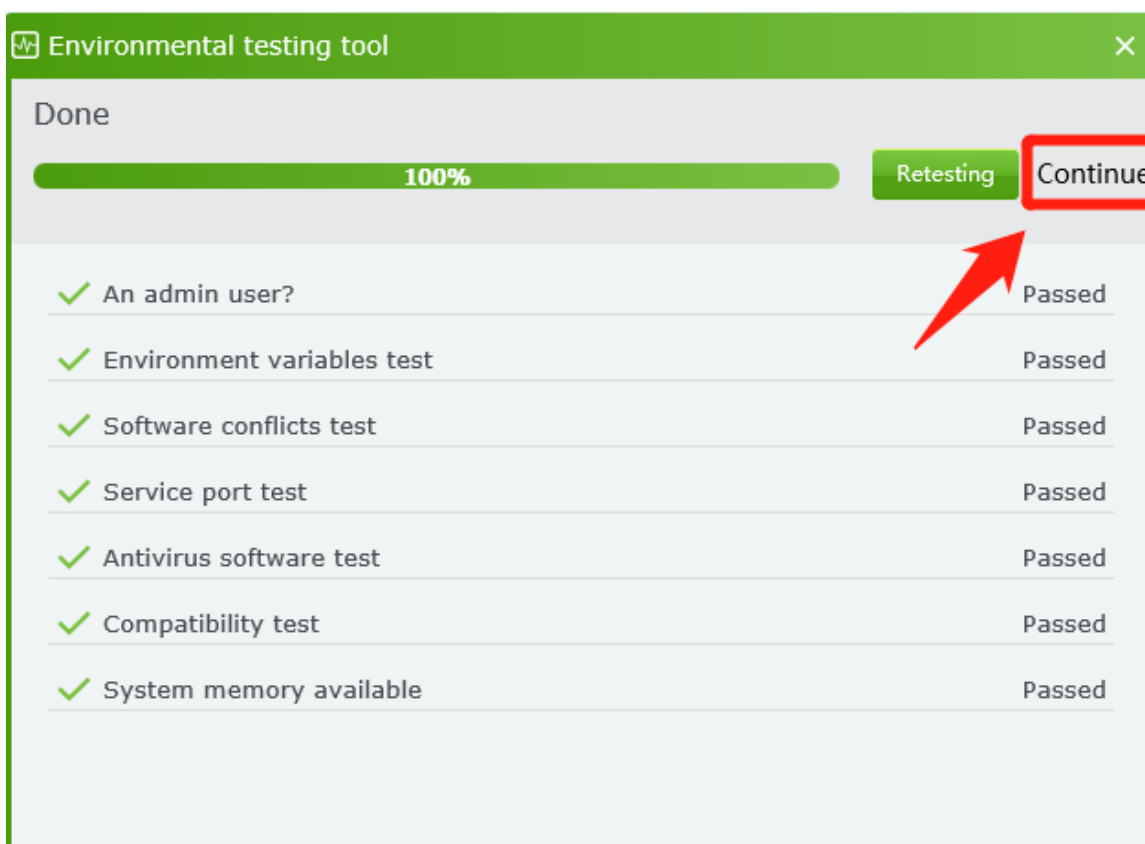 Environmental testing tool
Done
100%
Retesting
Continue
An admin user? Passed
Environment variables test Passed
Software conflicts test Passed
Service port test Passed
Antivirus software test Passed
Compatibility test Passed
System memory available Passed